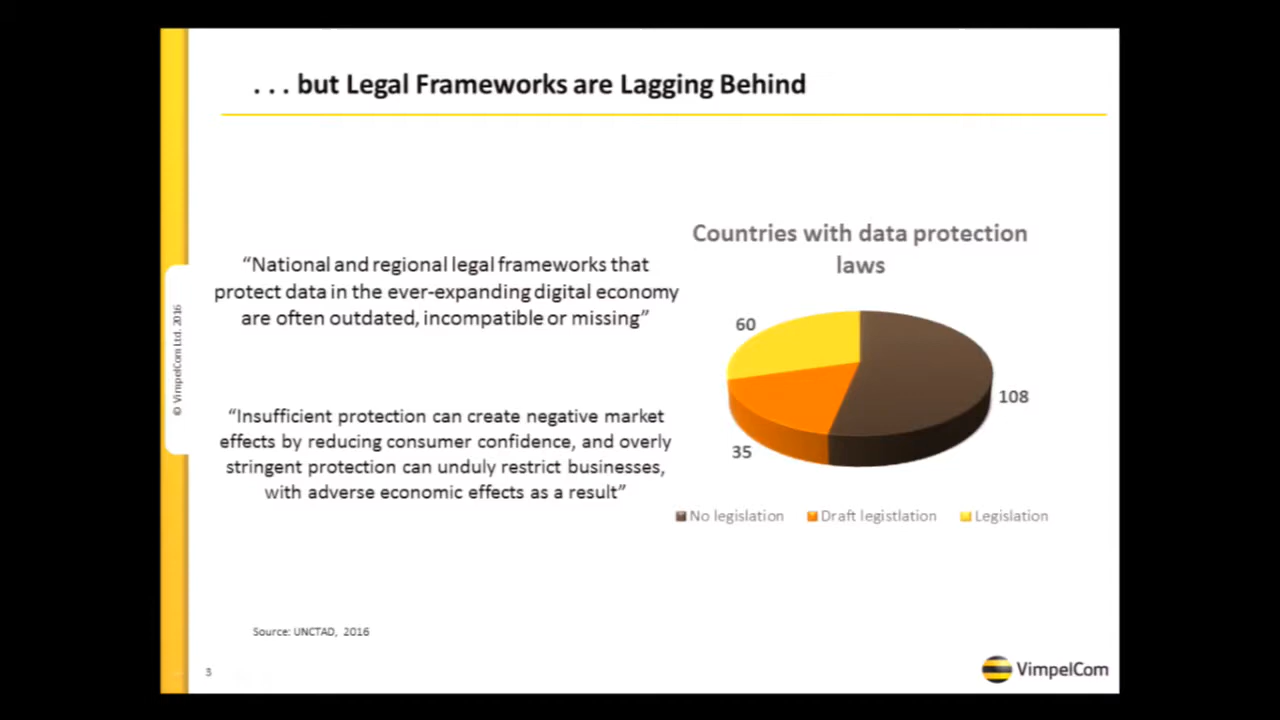 . . . but Legal Frameworks are Lagging Behind
“National and regional legal frameworks that
protect data in the ever-expanding digital economy
are often outdated, incompatible or missing”
“Insufficient protection can create negative market
effects by reducing consumer confidence, and overly
stringent protection can unduly restrict businesses,
with adverse economic effects as a result”
Countries with data protection
laws
60
108
35
No legislation
Draft legistlation
Legislation
Source: UNCTAD, 2016
© VimpelCom Ltd. 2016
VimpelCom